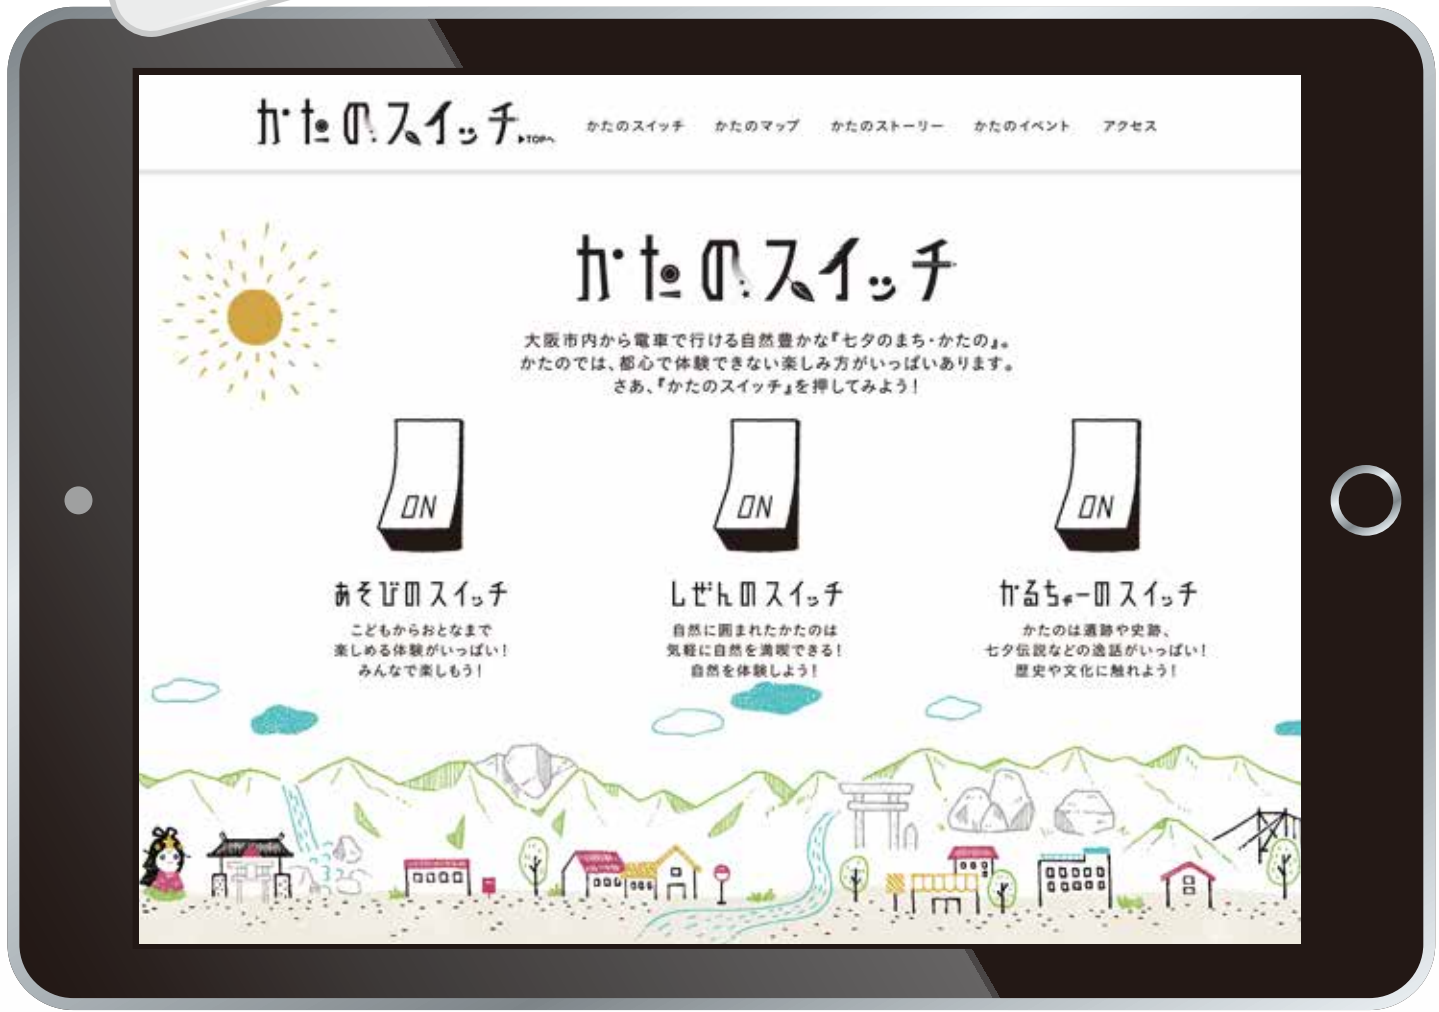 かたのスイッチ ▶TOPへ かたのスイッチ かたのマップ かたのストーリー かたのイベント アクセス
かたのスイッチ
大阪市内から電車で行ける自然豊かな『七夕のまち・かたの』。
かたのでは、都心で体験できない楽しみ方がいっぱいあります。
さあ、『かたのスイッチ』を押してみよう！
ON
あそびのスイッチ
こどもからおとなまで
楽しめる体験がいっぱい！
みんなで楽しもう！
ON
しぜんのスイッチ
自然に囲まれたかたのは
気軽に自然を満喫できる！
自然を体験しよう！
ON
かるちゃーのスイッチ
かたのは遺跡や史跡、
七夕伝説などの逸話がいっぱい！
歴史や文化に触れよう！